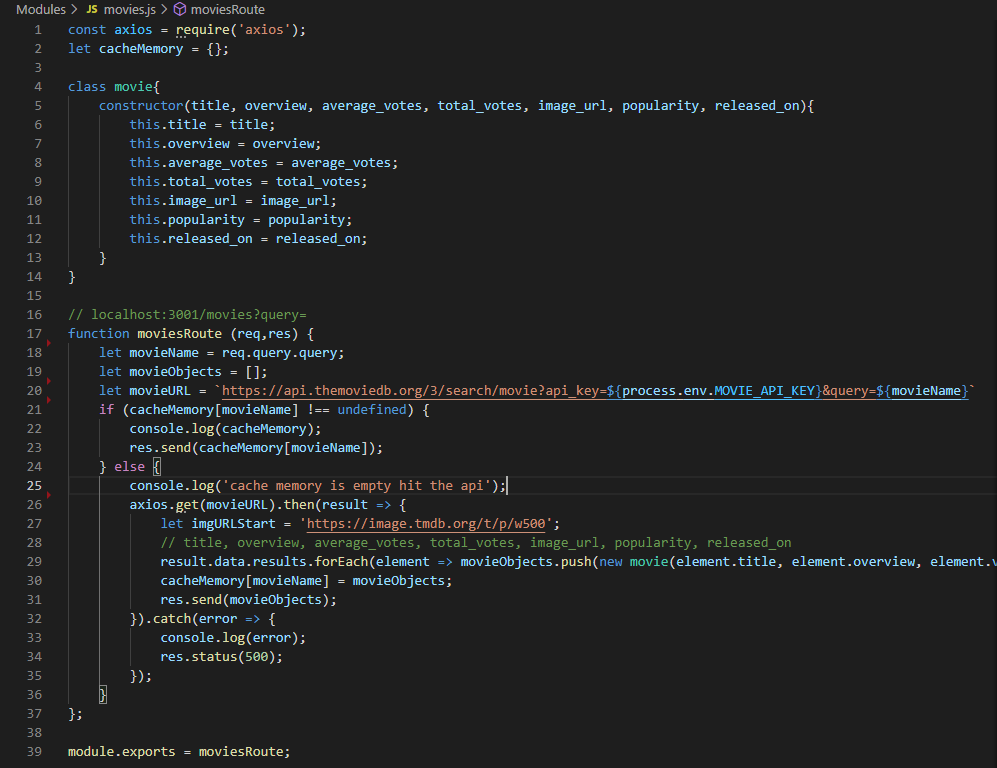 Modules > JS movies.js > moviesRoute
1 const axios = require('axios');
2 let cacheMemory = {};
3
4 class movie{
5 constructor(title, overview, average_votes, total_votes, image_url, popularity, released_on){
6 this.title = title;
7 this.overview = overview;
8 this.average_votes = average_votes;
9 this.total_votes = total_votes;
10 this.image_url = image_url;
11 this.popularity = popularity;
12 this.released_on = released_on;
13 }
14 }
15
16 // localhost:3001/movies?query=
17 function moviesRoute (req,res) {
18 let movieName = req.query.query;
19 let movieObjects = [];
20 let movieURL = `https://api.themoviedb.org/3/search/movie?api_key=${process.env.MOVIE_API_KEY}&query=${movieName}`
21 if (cacheMemory[movieName] !== undefined) {
22 console.log(cacheMemory);
23 res.send(cacheMemory[movieName]);
24 } else {
25 console.log('cache memory is empty hit the api');
26 axios.get(movieURL).then(result => {
27 let imgURLStart = 'https://image.tmdb.org/t/p/w500';
28 // title, overview, average_votes, total_votes, image_url, popularity, released_on
29 result.data.results.forEach(element => movieObjects.push(new movie(element.title, element.overview, element.v
30 cacheMemory[movieName] = movieObjects;
31 res.send(movieObjects);
32 }).catch(error => {
33 console.log(error);
34 res.status(500);
35 });
36 }
37 };
38
39 module.exports = moviesRoute;